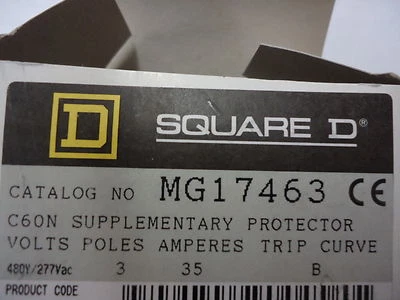 D SQUARE D®
CATALOG NO MG17463 CE
C60N SUPPLEMENTARY PROTECTOR
VOLTS POLES AMPERES TRIP CURVE
480Y/277Vac 3 35 B
PRODUCT CODE